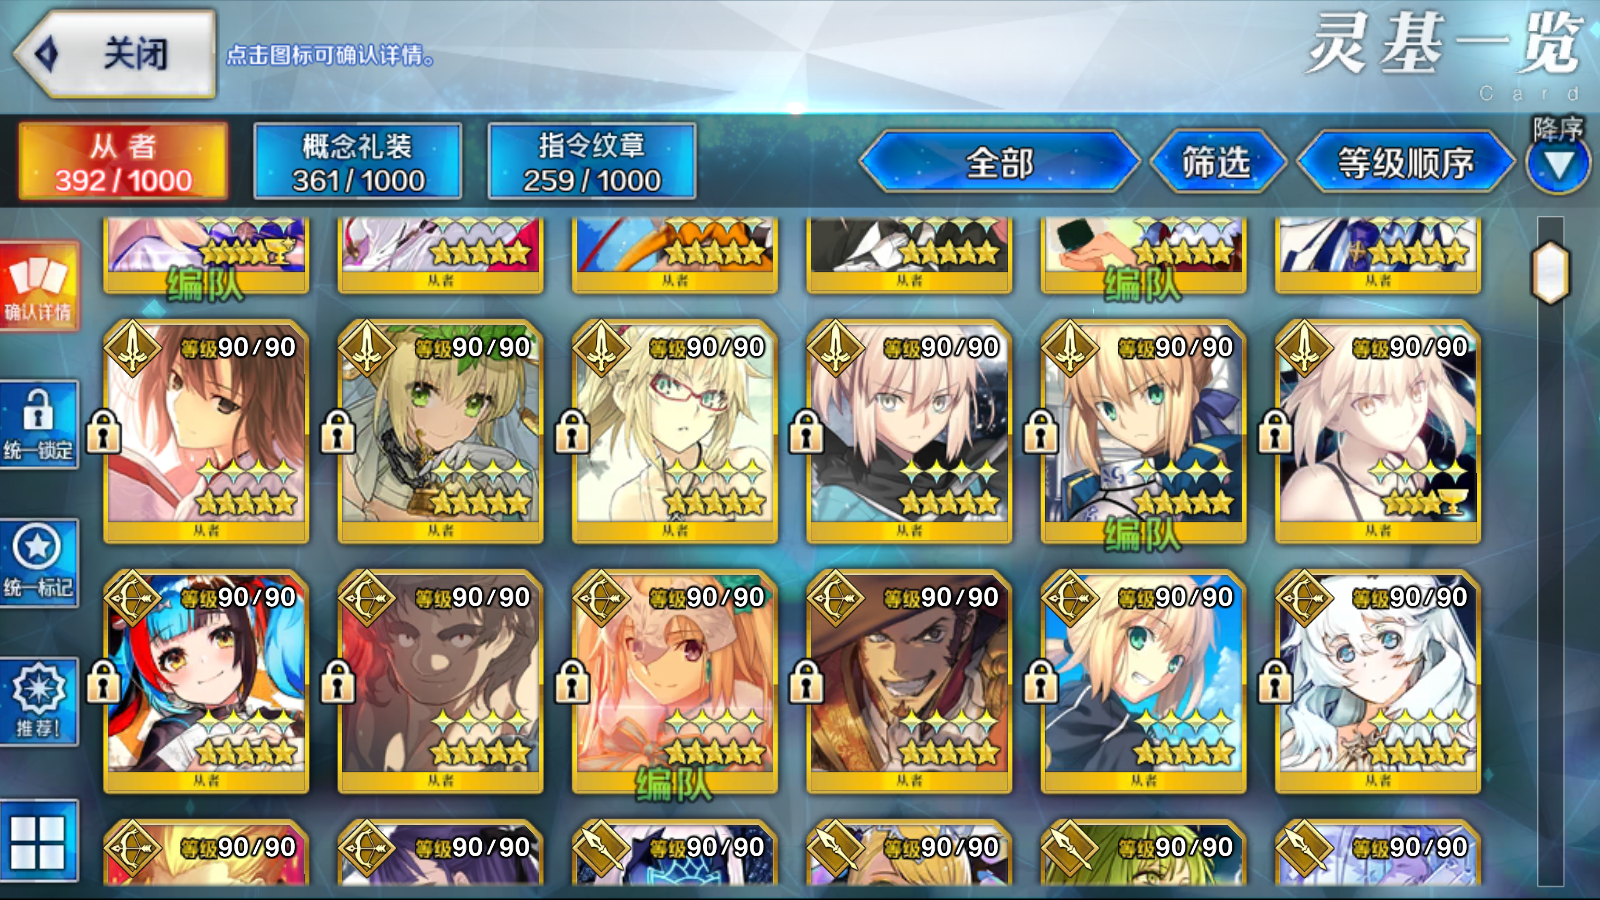 关闭
点击图标可确认详情。
灵基一览
Card
从者
392/1000
概念礼装
361/1000
指令纹章
259/1000
全部
筛选
等级顺序
降序
从者 从者 从者 从者
编队 编队
确认详情
等级90/90 等级90/90 等级90/90 等级90/90 等级90/90 等级90/90
统一锁定
从者 从者 从者 从者 从者
编队
统一标记
等级90/90 等级90/90 等级90/90 等级90/90 等级90/90 等级90/90
推荐!
从者 从者 从者 从者 从者
编队
等级90/90 等级90/90 等级90/90 等级90/90 等级90/90 等级90/90